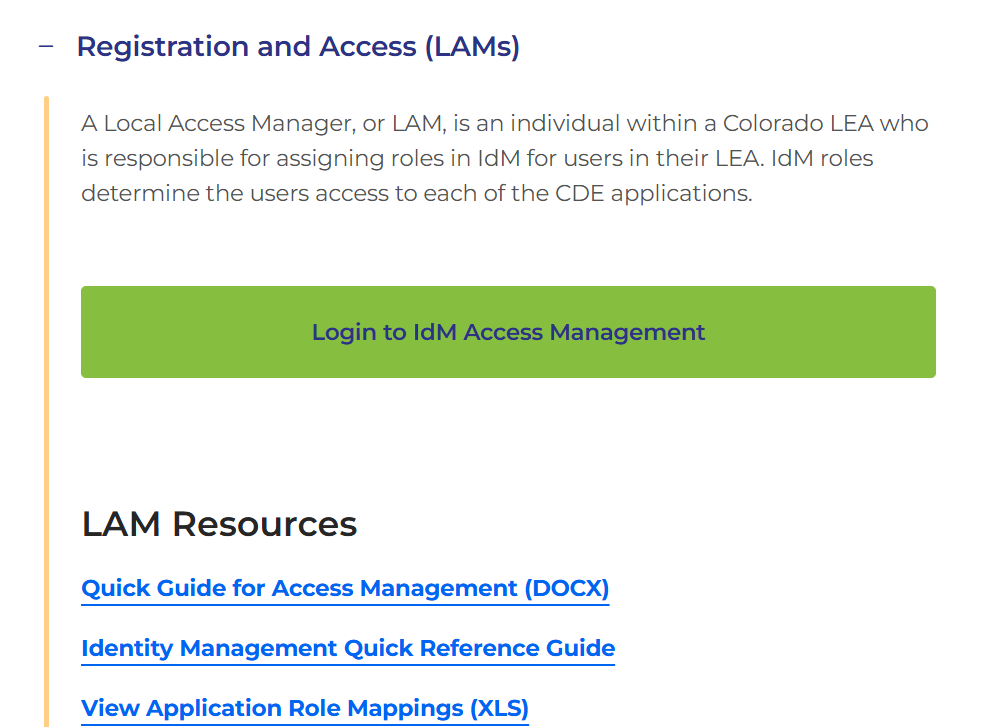 − Registration and Access (LAMs)
A Local Access Manager, or LAM, is an individual within a Colorado LEA who
is responsible for assigning roles in IdM for users in their LEA. IdM roles
determine the users access to each of the CDE applications.
Login to IdM Access Management
LAM Resources
Quick Guide for Access Management (DOCX)
Identity Management Quick Reference Guide
View Application Role Mappings (XLS)